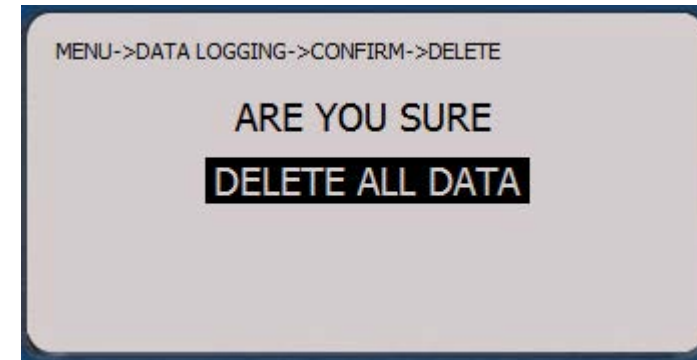 MENU->DATA LOGGING->CONFIRM->DELETE
ARE YOU SURE
DELETE ALL DATA